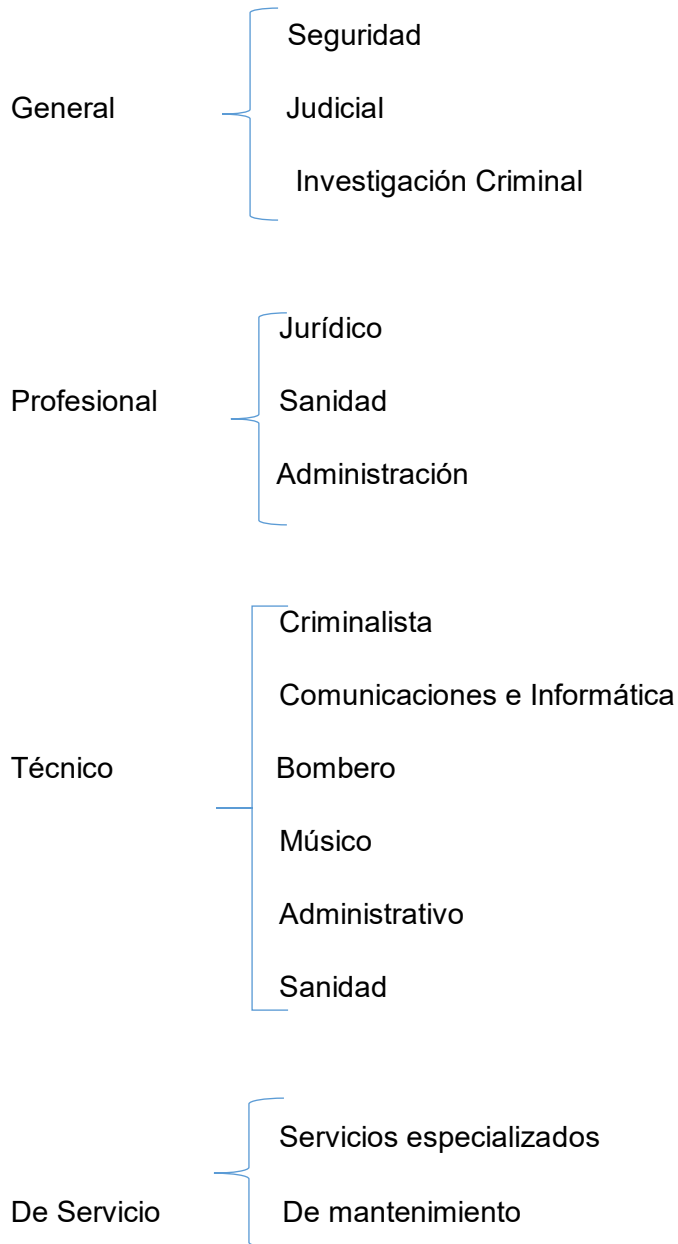 Seguridad
General Judicial
Investigación Criminal
Jurídico
Profesional Sanidad
Administración
Criminalista
Comunicaciones e Informática
Técnico Bombero
Músico
Administrativo
Sanidad
Servicios especializados
De Servicio De mantenimiento